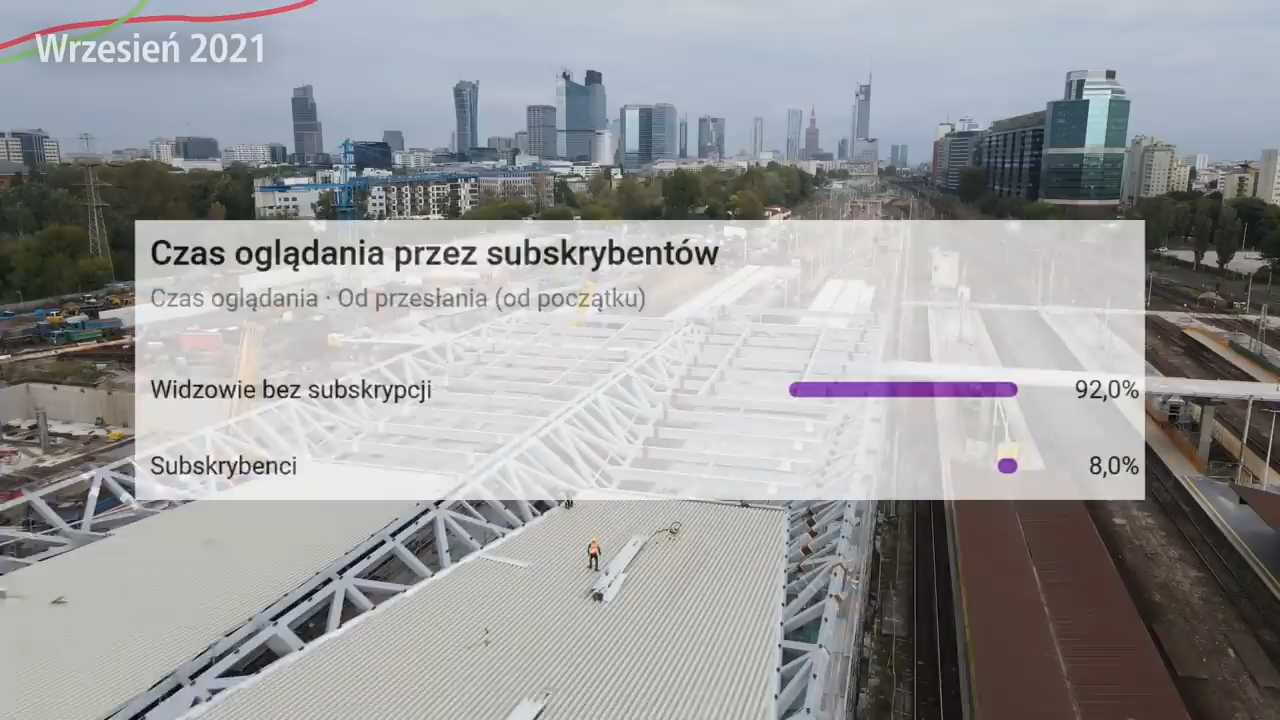 Wrzesień 2021
Czas oglądania przez subskrybentów
Czas oglądania · Od przesłania (od początku)
Widzowie bez subskrypcji 92,0%
Subskrybenci 8,0%